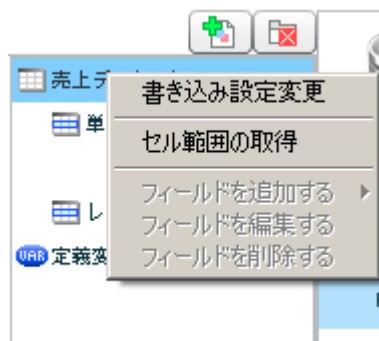 売上デ
書き込み設定変更
単
セル範囲の取得
フィールドを追加する
レ
フィールドを編集する
VAR 定義変
フィールドを削除する